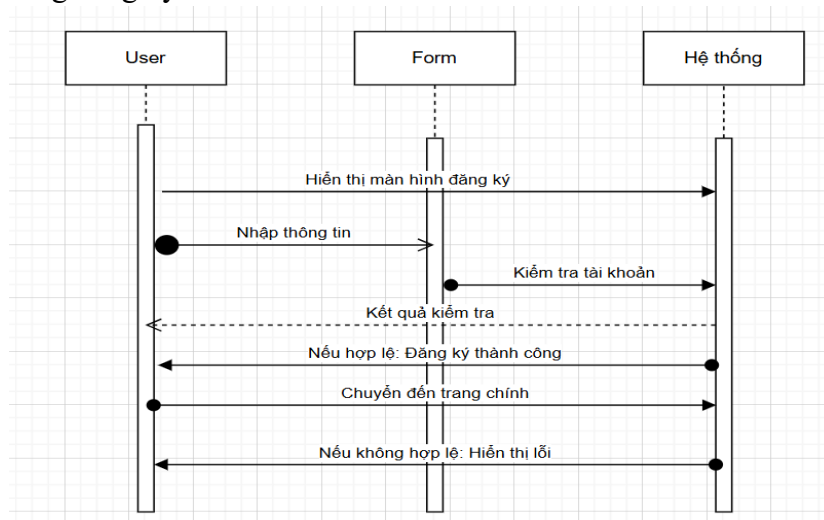 User
Form
Hệ thống
Hiển thị màn hình đăng ký
Nhập thông tin
Kiểm tra tài khoản
Kết quả kiểm tra
Nếu hợp lệ: Đăng ký thành công
Chuyển đến trang chính
Nếu không hợp lệ: Hiển thị lỗi